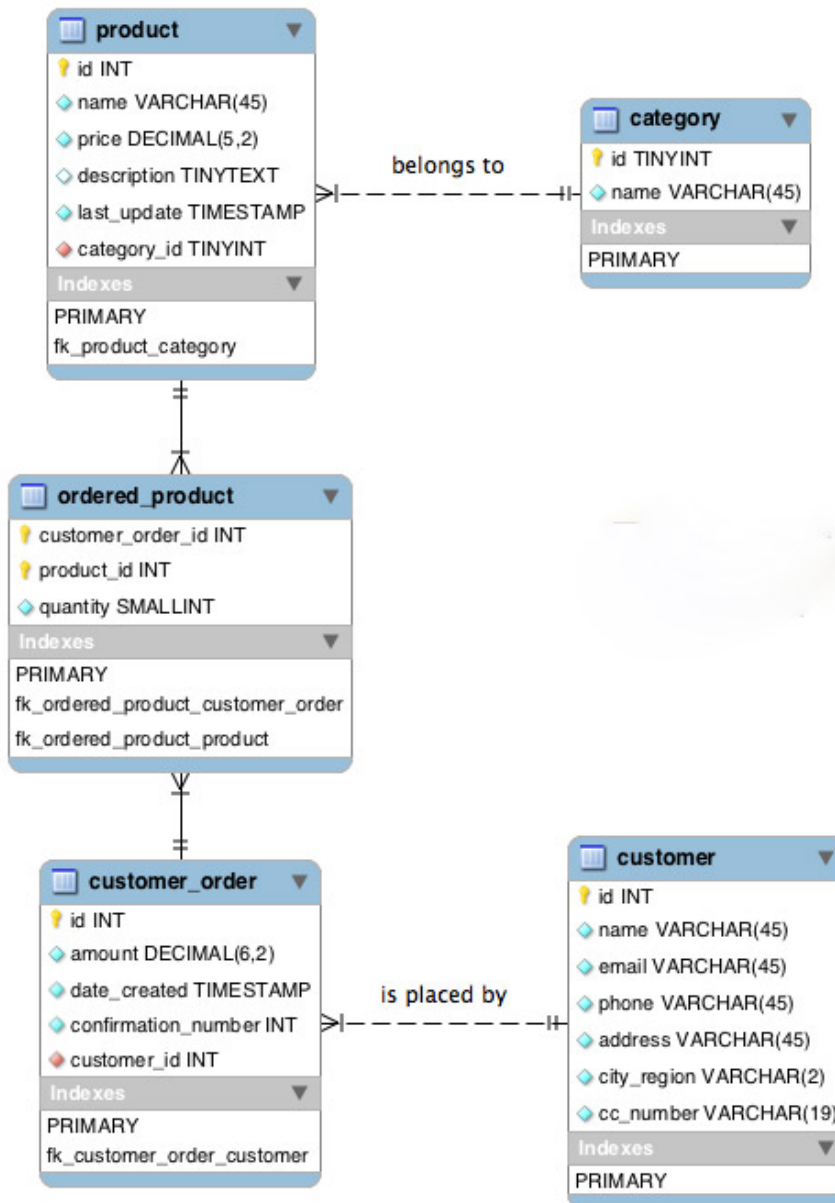 product
id INT
name VARCHAR(45)
price DECIMAL(5,2)
description TINYTEXT
last_update TIMESTAMP
category_id TINYINT
Indexes
PRIMARY
fk_product_category
belongs to
category
id TINYINT
name VARCHAR(45)
Indexes
PRIMARY
ordered_product
customer_order_id INT
product_id INT
quantity SMALLINT
Indexes
PRIMARY
fk_ordered_product_customer_order
fk_ordered_product_product
customer_order
id INT
amount DECIMAL(6,2)
date_created TIMESTAMP
confirmation_number INT
customer_id INT
Indexes
PRIMARY
fk_customer_order_customer
is placed by
customer
id INT
name VARCHAR(45)
email VARCHAR(45)
phone VARCHAR(45)
address VARCHAR(45)
city_region VARCHAR(2)
cc_number VARCHAR(19)
Indexes
PRIMARY